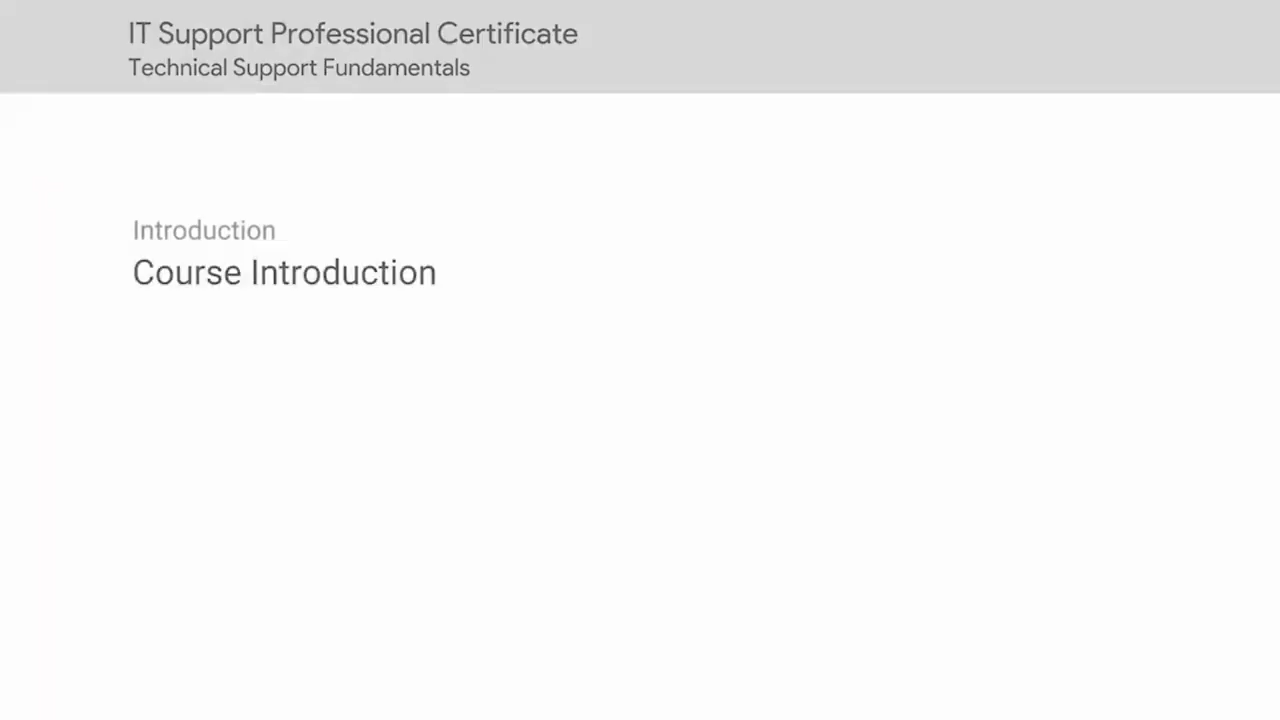 IT Support Professional Certificate
Technical Support Fundamentals
Introduction
Course Introduction